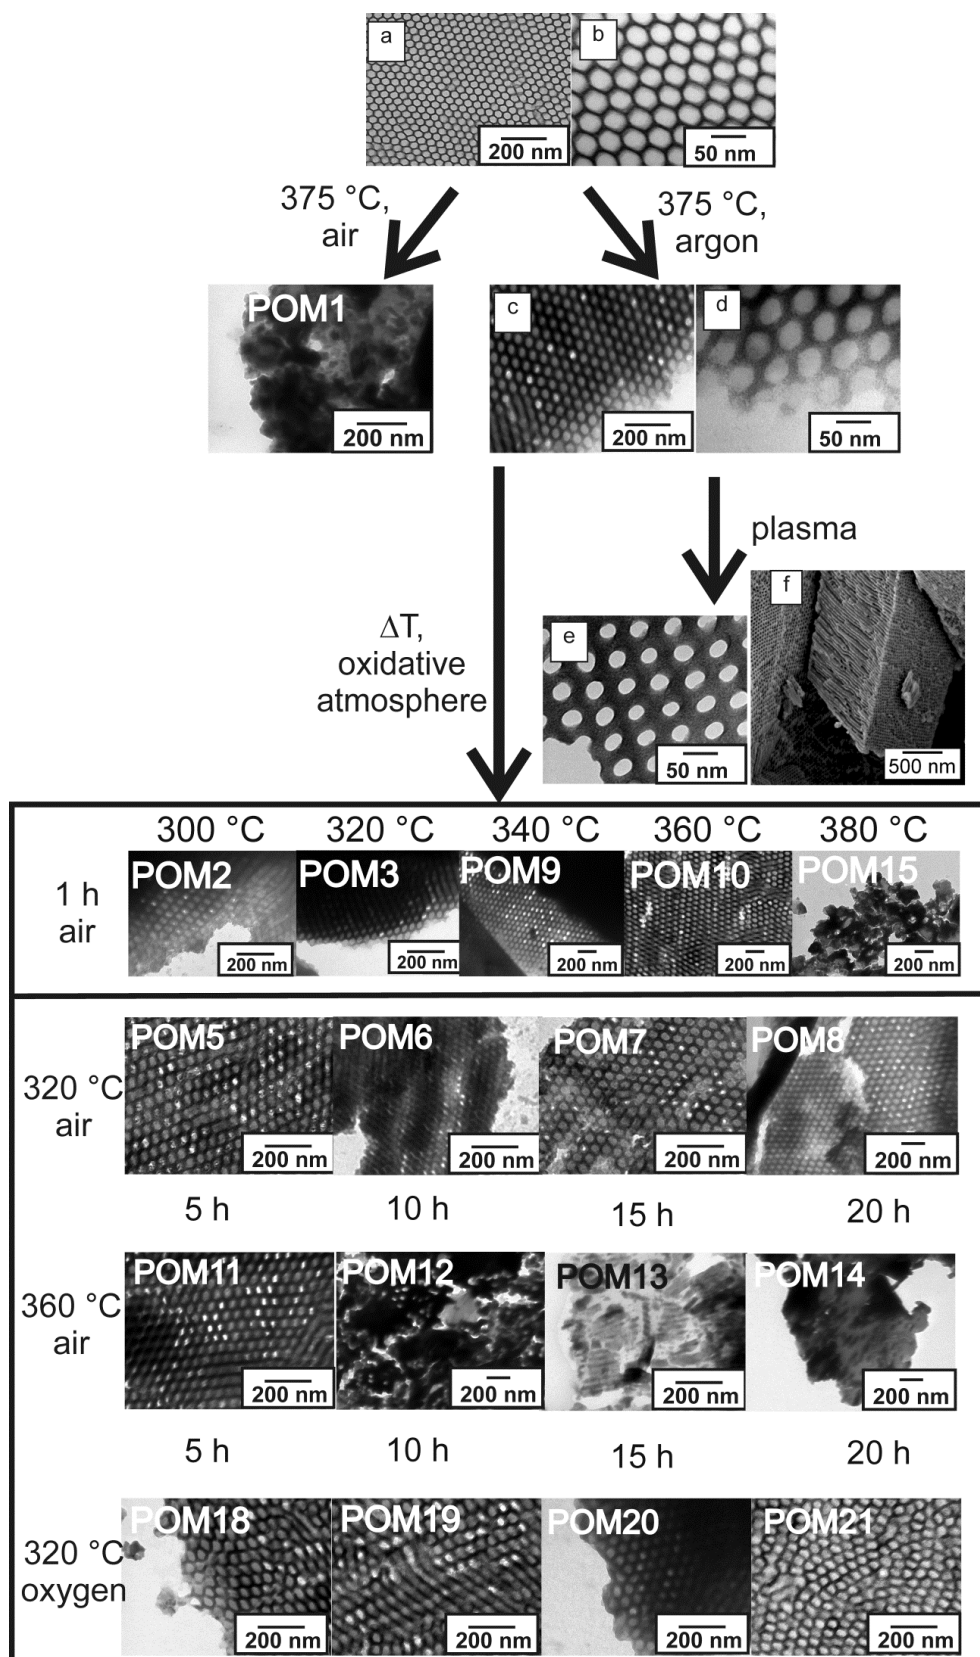 a
b
200 nm
50 nm
375 °C,
air
375 °C,
argon
POM1
200 nm
c
200 nm
d
50 nm
plasma
ΔT,
oxidative
atmosphere
e
50 nm
f
500 nm
300 °C
320 °C
340 °C
360 °C
380 °C
1 h
air
POM2
POM3
POM9
POM10
POM15
200 nm
200 nm
200 nm
200 nm
200 nm
320 °C
air
POM5
POM6
POM7
POM8
200 nm
200 nm
200 nm
200 nm
5 h
10 h
15 h
20 h
360 °C
air
POM11
POM12
POM13
POM14
200 nm
200 nm
200 nm
200 nm
5 h
10 h
15 h
20 h
320 °C
oxygen
POM18
POM19
POM20
POM21
200 nm
200 nm
200 nm
200 nm